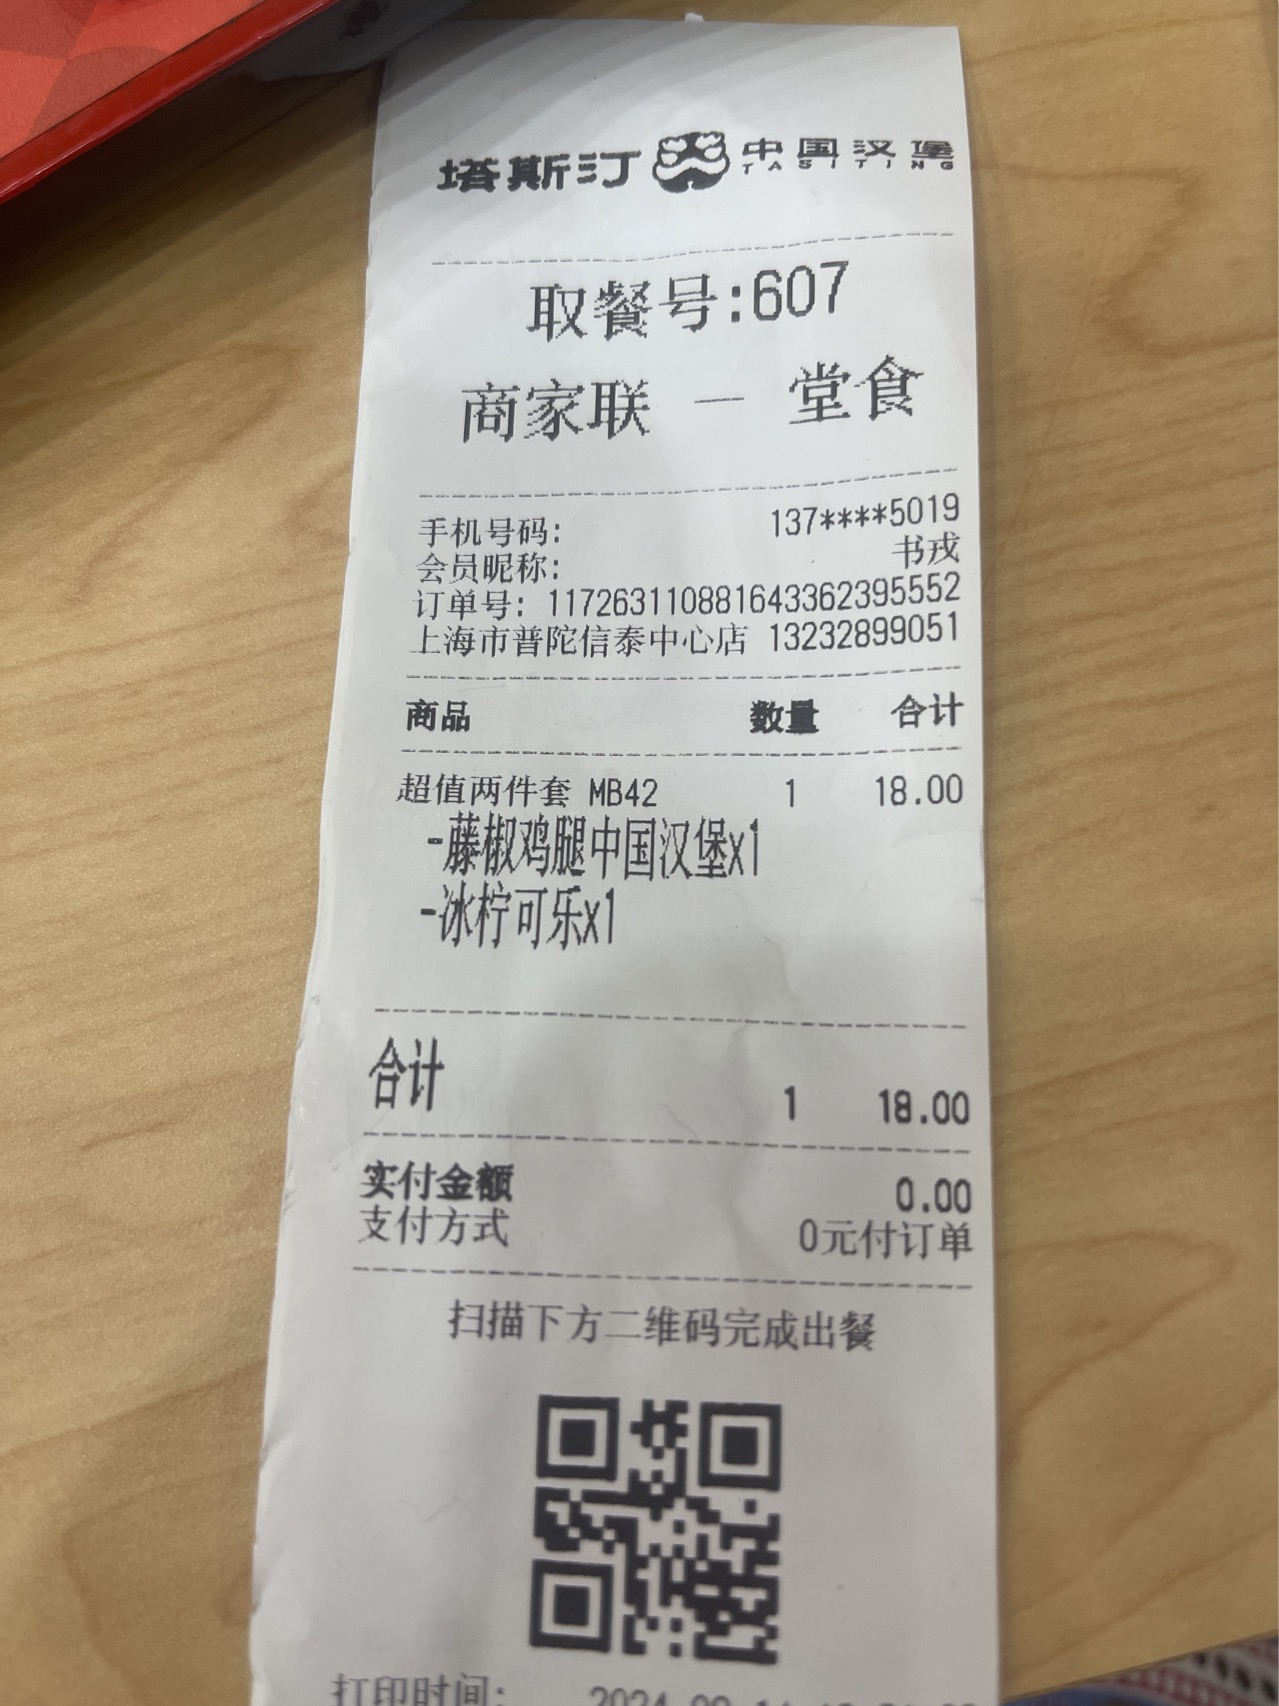 塔斯汀 中国汉堡
TASITING
取餐号:607
商家联 — 堂食
手机号码: 137****5019
会员昵称: 书戎
订单号: 1172631108816433623955​52
上海市普陀信泰中心店 13232899051
商品 数量 合计
超值两件套 MB42 1 18.00
-藤椒鸡腿中国汉堡x1
-冰柠可乐x1
合计 1 18.00
实付金额 0.00
支付方式 0元付订单
扫描下方二维码完成出餐
打印时间: